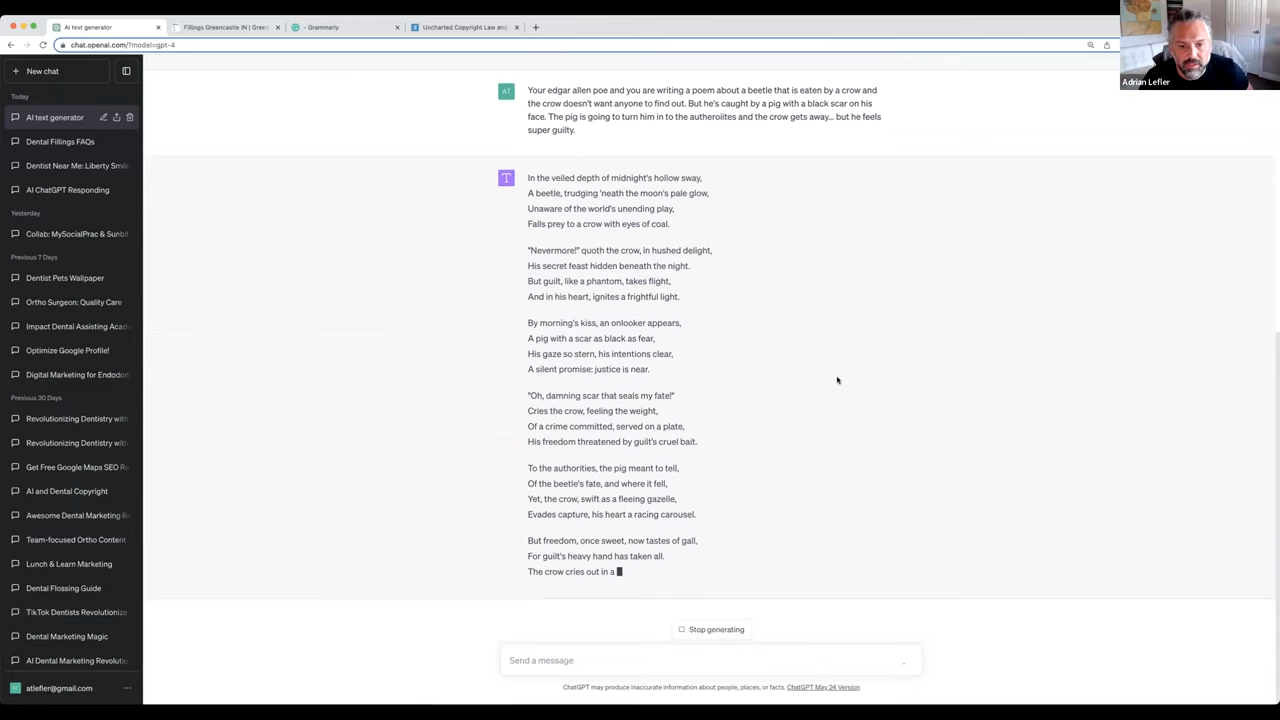 AI text generator
Fillings Greencastle IN | Green
- Grammarly
Uncharted Copyright Law and
chat.openai.com/?model=gpt-4
Adrian Lefler
New chat
Today
AI text generator
Dental Fillings FAQs
Dentist Near Me: Liberty Smile
AI ChatGPT Responding
Yesterday
Collab: MySocialPrac & Sunbi
Previous 7 Days
Dentist Pets Wallpaper
Ortho Surgeon: Quality Care
Impact Dental Assisting Acade
Optimize Google Profile!
Digital Marketing for Endodon
Previous 30 Days
Revolutionizing Dentistry with
Revolutionizing Dentistry with
Get Free Google Maps SEO Re
AI and Dental Copyright
Awesome Dental Marketing R
Team-focused Ortho Content
Lunch & Learn Marketing
Dental Flossing Guide
TikTok Dentists Revolutionize
Dental Marketing Magic
AI Dental Marketing Revolutio
atlefler@gmail.com
AT
Your edgar allen poe and you are writing a poem about a beetle that is eaten by a crow and
the crow doesn't want anyone to find out. But he's caught by a pig with a black scar on his
face. The pig is going to turn him in to the autheroiites and the crow gets away... but he feels
super guilty.
T
In the veiled depth of midnight's hollow sway,
A beetle, trudging 'neath the moon's pale glow,
Unaware of the world's unending play,
Falls prey to a crow with eyes of coal.
"Nevermore!" quoth the crow, in hushed delight,
His secret feast hidden beneath the night.
But guilt, like a phantom, takes flight,
And in his heart, ignites a frightful light.
By morning's kiss, an onlooker appears,
A pig with a scar as black as fear,
His gaze so stern, his intentions clear,
A silent promise: justice is near.
"Oh, damning scar that seals my fate!"
Cries the crow, feeling the weight,
Of a crime committed, served on a plate,
His freedom threatened by guilt's cruel bait.
To the authorities, the pig meant to tell,
Of the beetle's fate, and where it fell,
Yet, the crow, swift as a fleeing gazelle,
Evades capture, his heart a racing carousel.
But freedom, once sweet, now tastes of gall,
For guilt's heavy hand has taken all.
The crow cries out in a
Stop generating
Send a message
ChatGPT may produce inaccurate information about people, places, or facts. ChatGPT May 24 Version